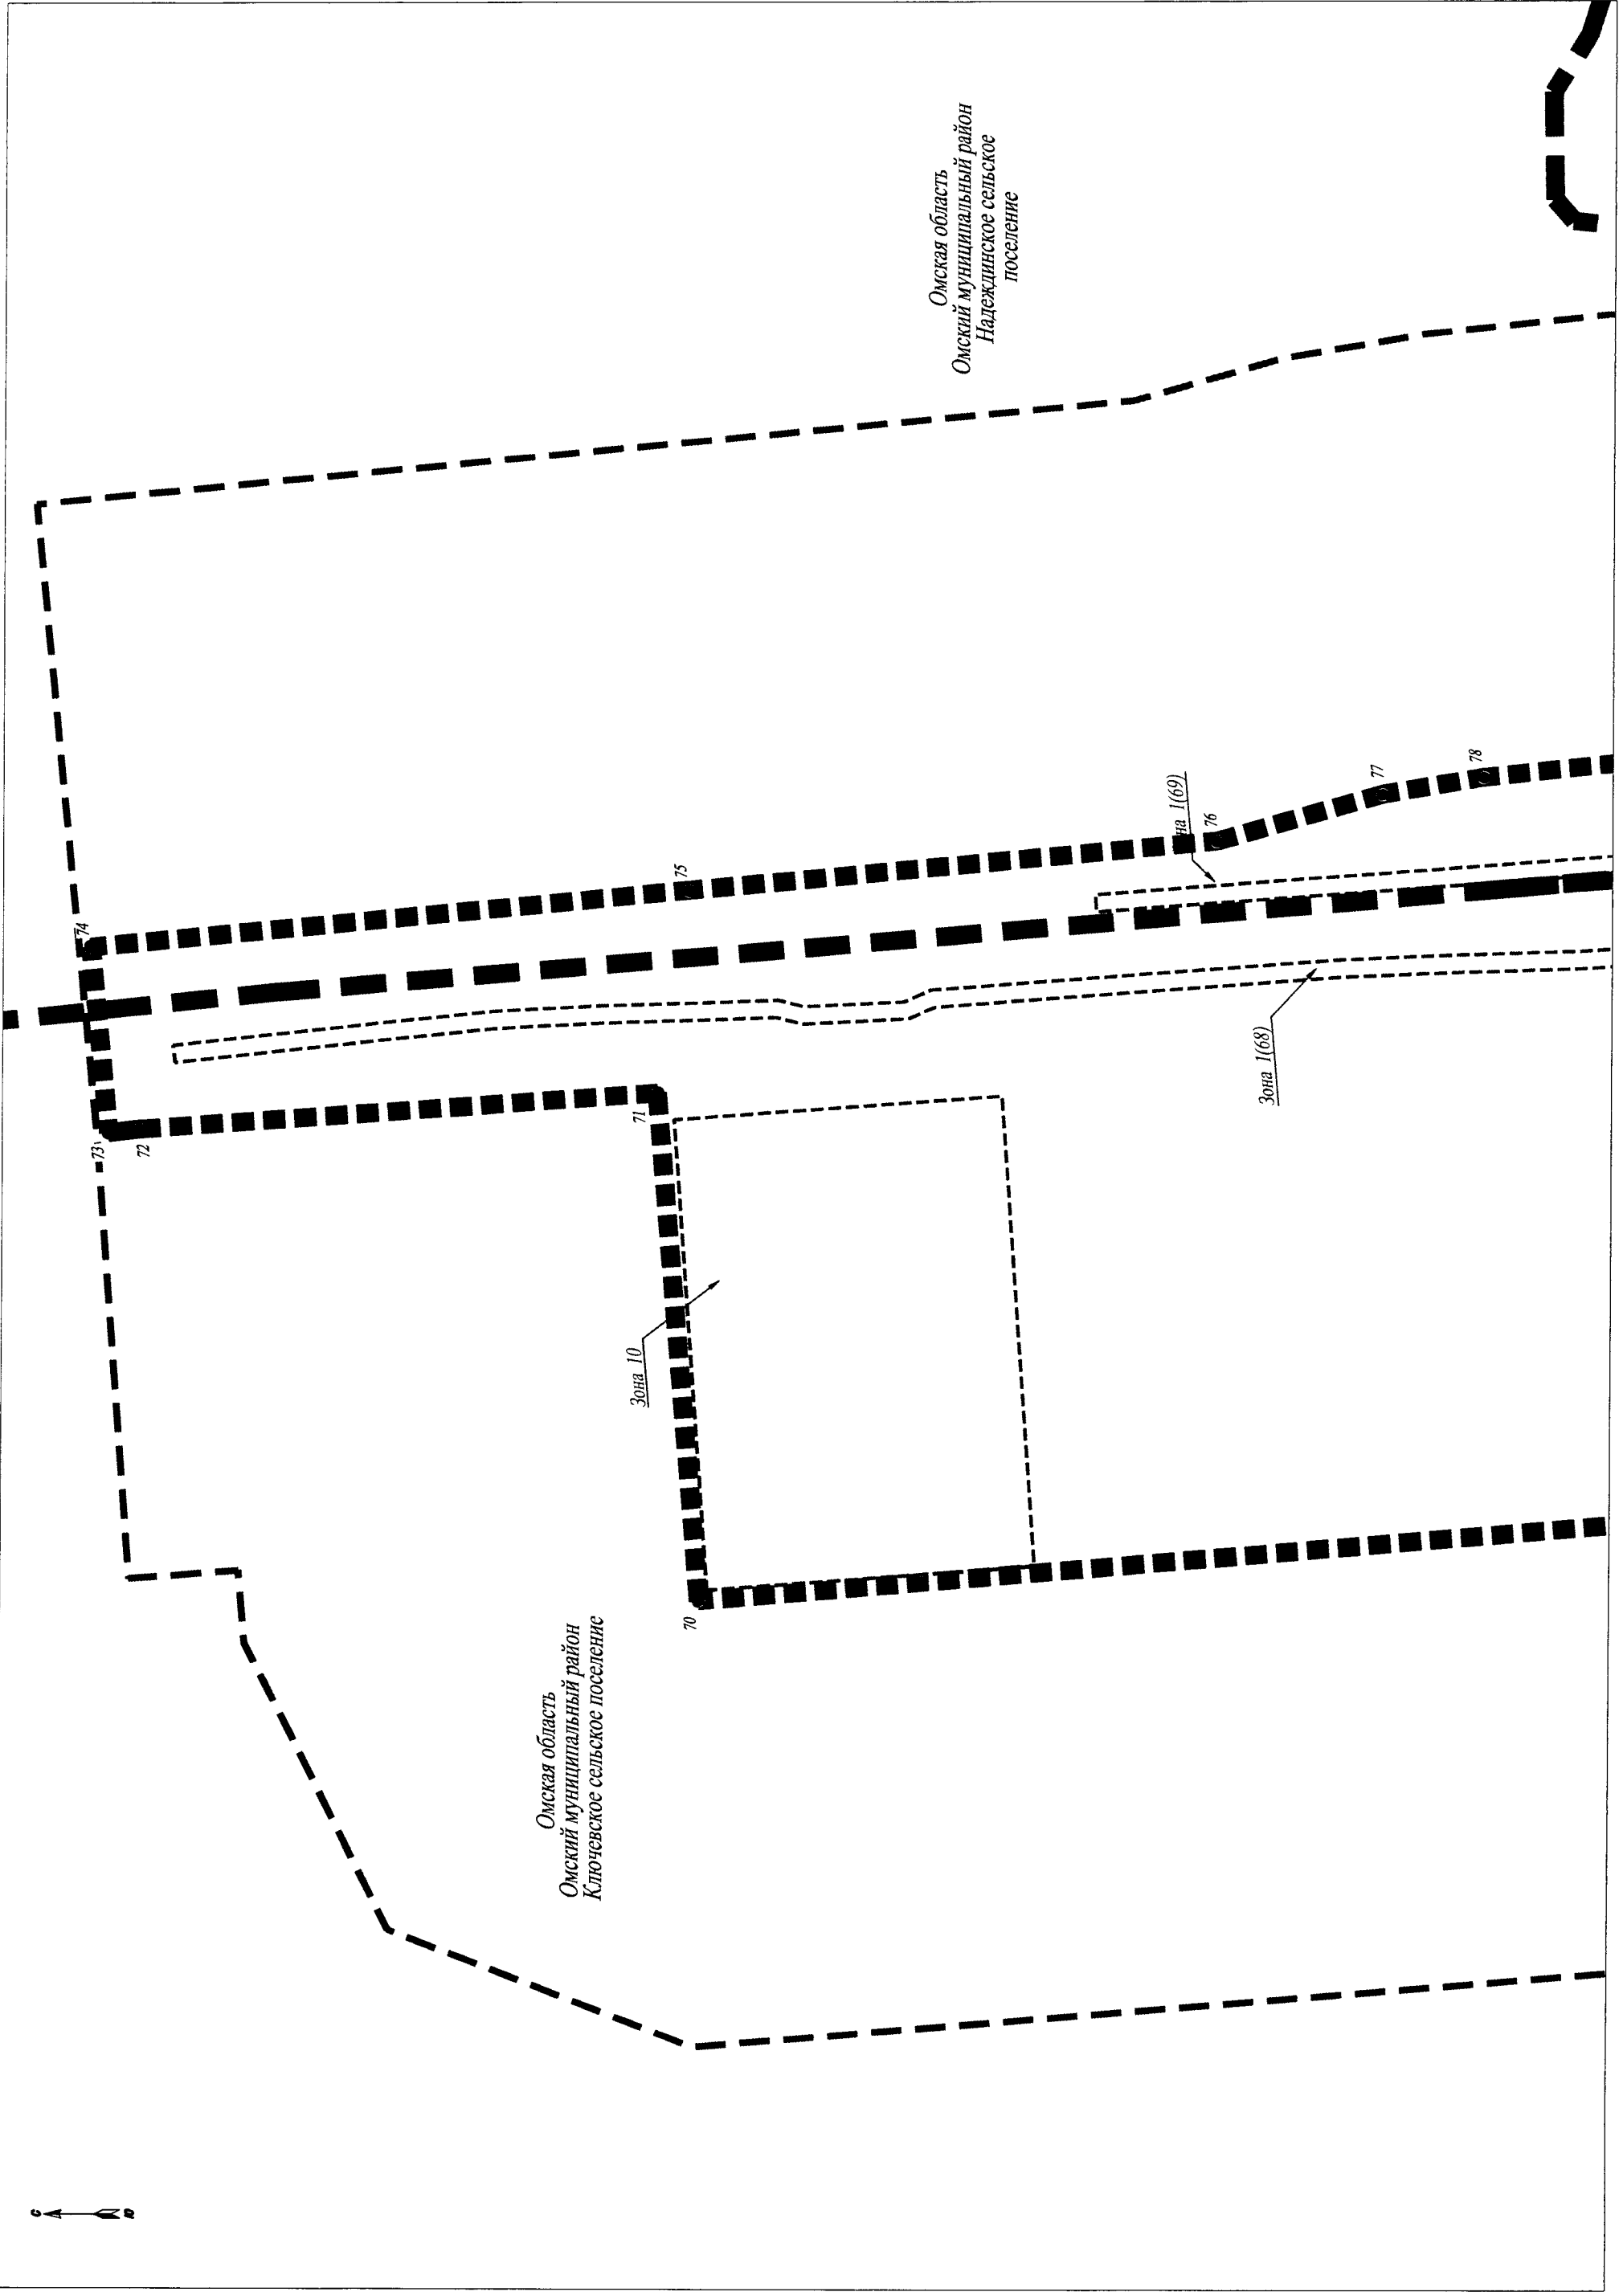 С
Ю
Омская область
Омский муниципальный район
Ключевское сельское поселение
Омская область
Омский муниципальный район
Надеждинское сельское
поселение
73
72
74
71
70
Зона 10
75
на 1(69)
76
77
78
Зона 1(68)